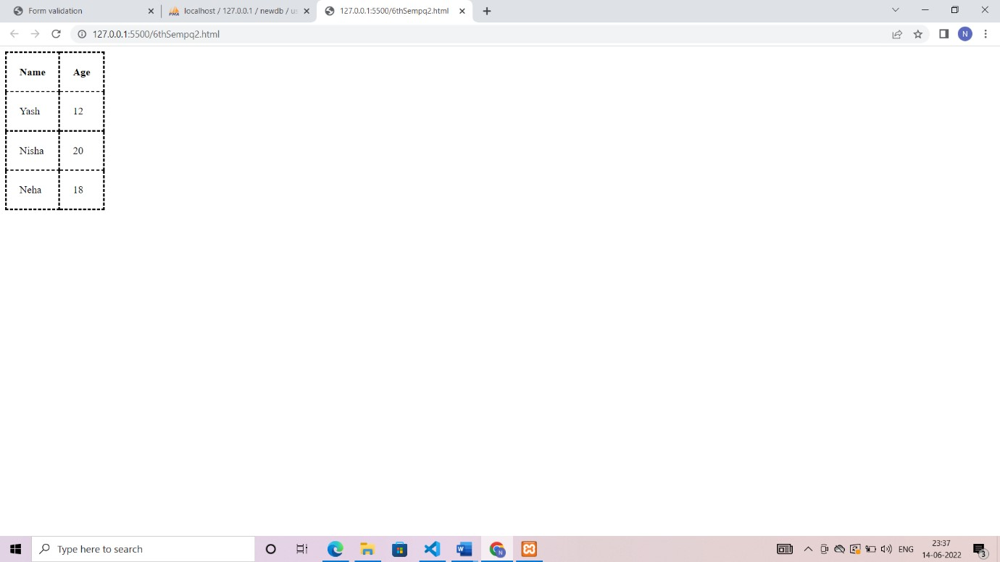 Form validation
localhost / 127.0.0.1 / newdb / us
127.0.0.1:5500/6thSempq2.html
127.0.0.1:5500/6thSempq2.html
N
Name Age
Yash 12
Nisha 20
Neha 18
Type here to search
ENG
23:37
14-06-2022
3